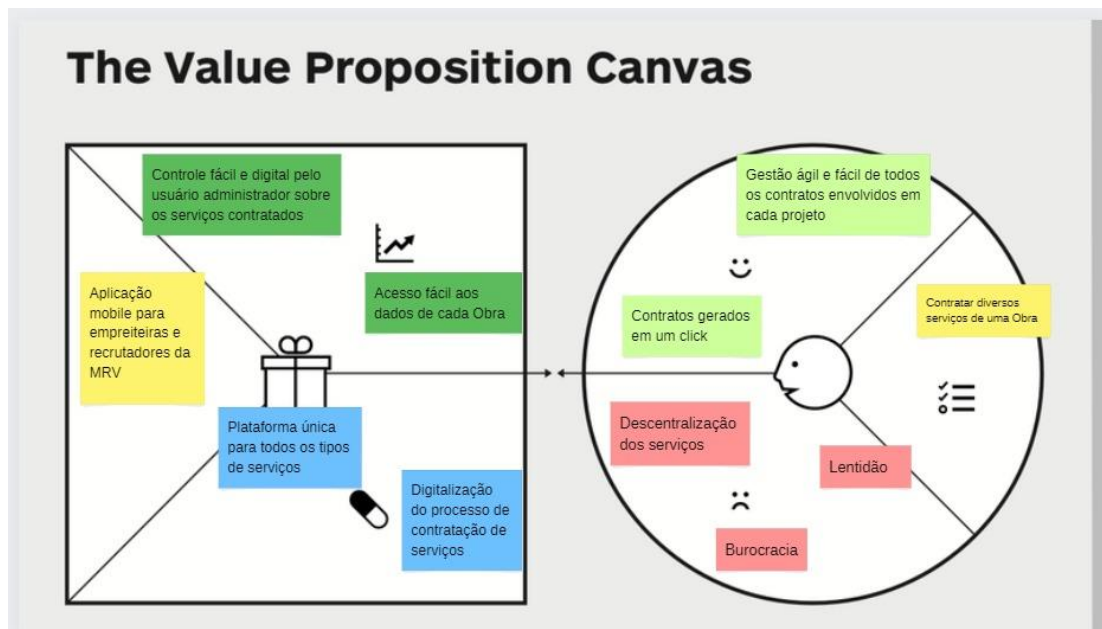 The Value Proposition Canvas
Controle fácil e digital pelo
usuário administrador sobre
os serviços contratados
Acesso fácil aos
dados de cada Obra
Aplicação
mobile para
empreiteiras e
recrutadores da
MRV
Plataforma única
para todos os tipos
de serviços
Digitalização
do processo de
contratação de
serviços
Gestão ágil e fácil de todos
os contratos envolvidos em
cada projeto
Contratos gerados
em um click
Contratar diversos
serviços de uma Obra
Descentralização
dos serviços
Lentidão
Burocracia